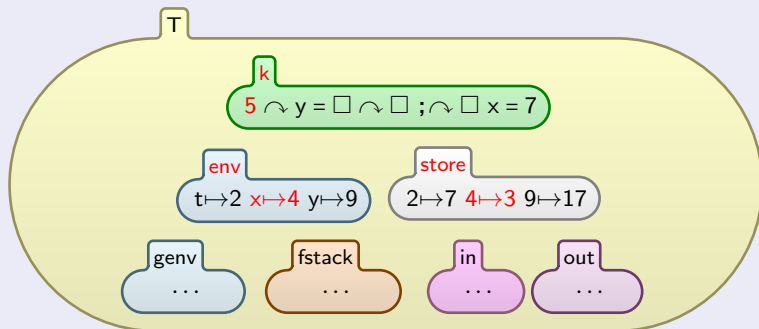 T
k
5 ↷ y = □ ↷ □ ; ↷ □ x = 7
env
store
t↦2 x↦4 y↦9
2↦7 4↦3 9↦17
genv
fstack
in
out
...
...
...
...